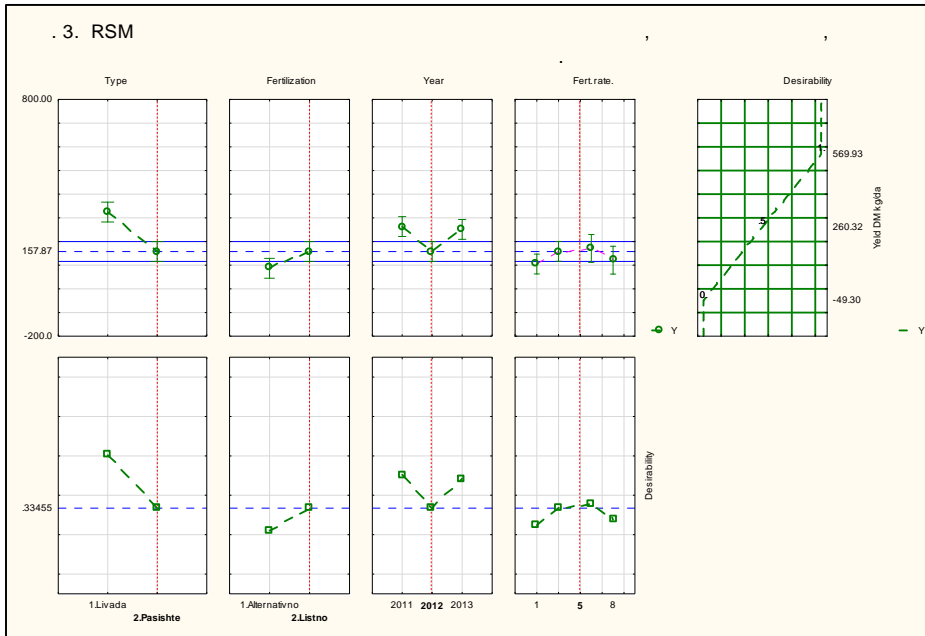 . 3. RSM , ,
.
Type Fertilization Year Fert.rate. Desirability
800.00
157.87
-200.0
1.
.5
0.
569.93
260.32
-49.30
Yeld DM kg/da
Y Y
.33455
Desirability
1.Livada 1.Alternativno 2011 2012 2013 1 5 8
2.Pasishte 2.Listno